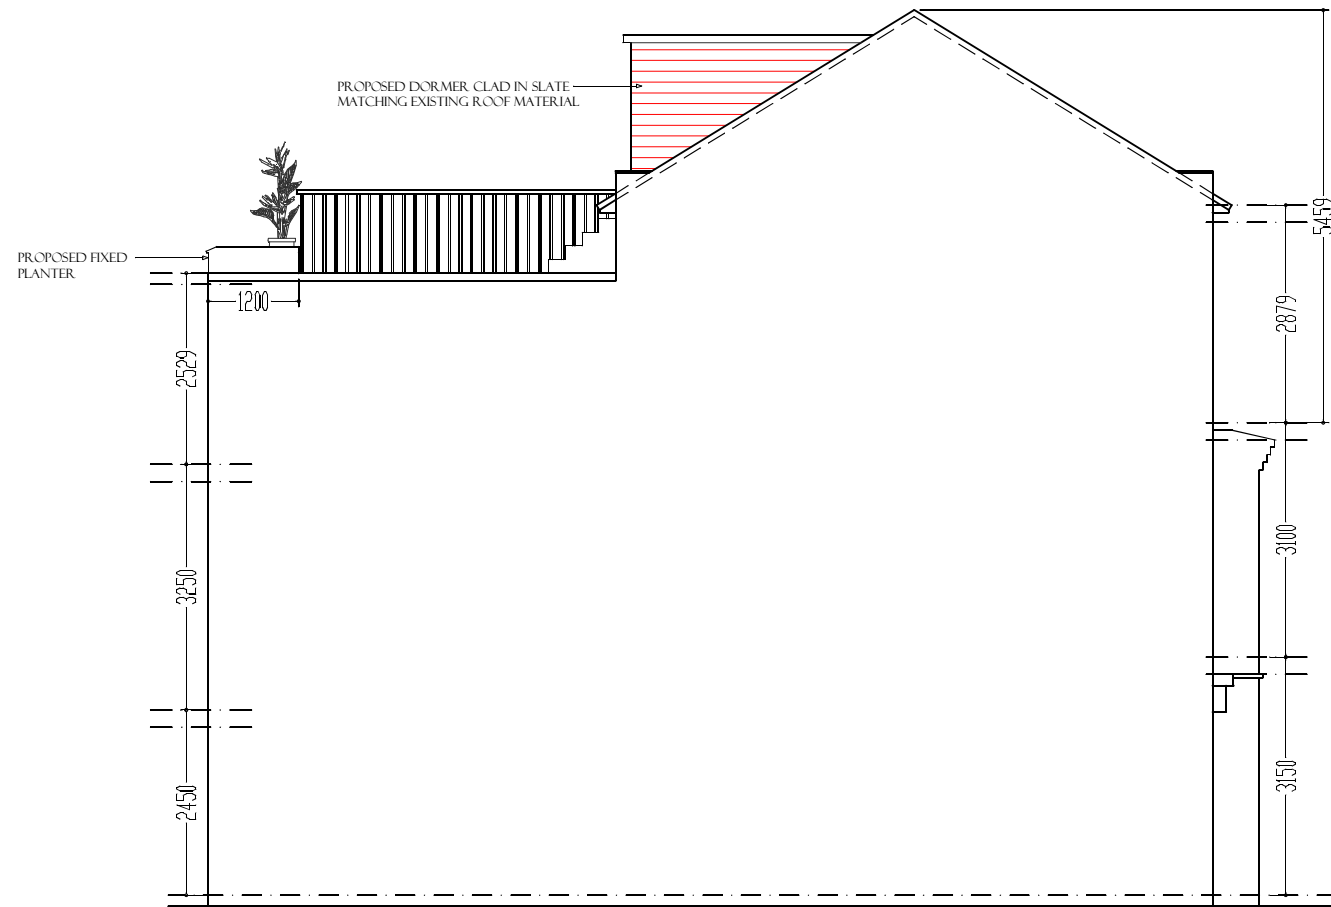 PROPOSED DORMER CLAD IN SLATE
MATCHING EXISTING ROOF MATERIAL
PROPOSED FIXED
PLANTER
1200
2529
3250
2450
5459
2879
3100
3150